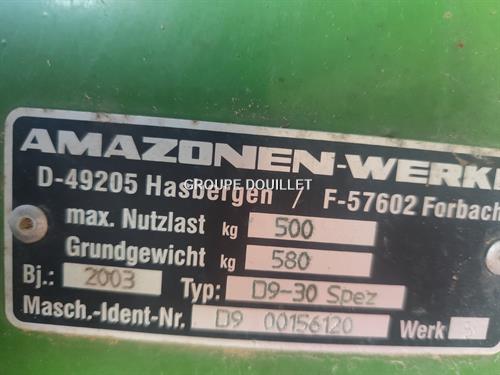 AMAZONEN-WERKE
D-49205 Hasbergen / F-57602 Forbach
GROUPE DOUILLET
max. Nutzlast kg 500
Grundgewicht kg 580
Bj.: 2003 Typ: D9-30 Spez
Masch.-Ident-Nr. D9 00156120 Werk